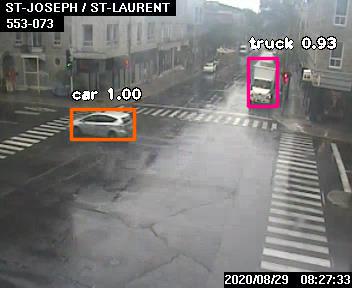 ST-JOSEPH / ST-LAURENT
553-073
truck 0.93
car 1.00
2020/08/29 08:27:33